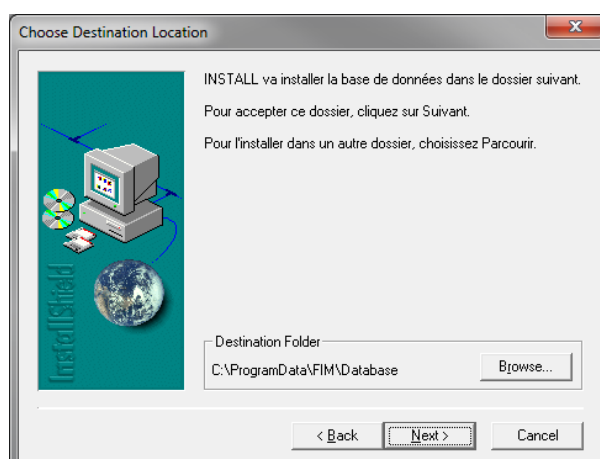 Choose Destination Location
INSTALL va installer la base de données dans le dossier suivant.
Pour accepter ce dossier, cliquez sur Suivant.
Pour l'installer dans un autre dossier, choisissez Parcourir.
InstallShield
Destination Folder
C:\ProgramData\FIM\Database
Browse...
< Back
Next >
Cancel